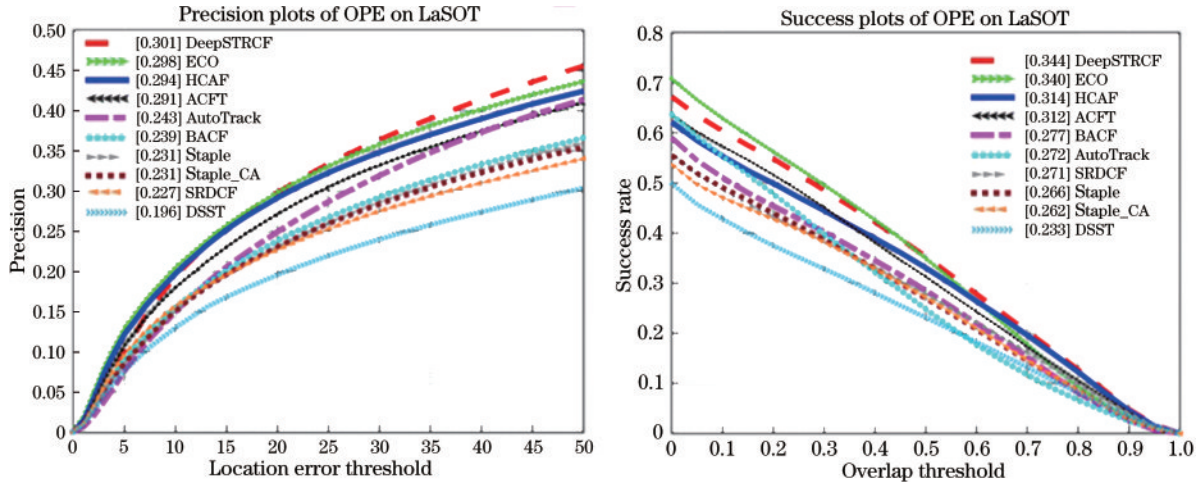 Precision plots of OPE on LaSOT
0.50
0.45
0.40
0.35
0.30
0.25
0.20
0.15
0.10
0.05
0.00
Precision
[0.301] DeepSTRCF
[0.298] ECO
[0.294] HCAF
[0.291] ACFT
[0.243] AutoTrack
[0.239] BACF
[0.231] Staple
[0.231] Staple_CA
[0.227] SRDCF
[0.196] DSST
0 5 10 15 20 25 30 35 40 45 50
Location error threshold
Success plots of OPE on LaSOT
0.8
0.7
0.6
0.5
0.4
0.3
0.2
0.1
0
Success rate
[0.344] DeepSTRCF
[0.340] ECO
[0.314] HCAF
[0.312] ACFT
[0.277] BACF
[0.272] AutoTrack
[0.271] SRDCF
[0.266] Staple
[0.262] Staple_CA
[0.233] DSST
0 0.1 0.2 0.3 0.4 0.5 0.6 0.7 0.8 0.9 1.0
Overlap threshold